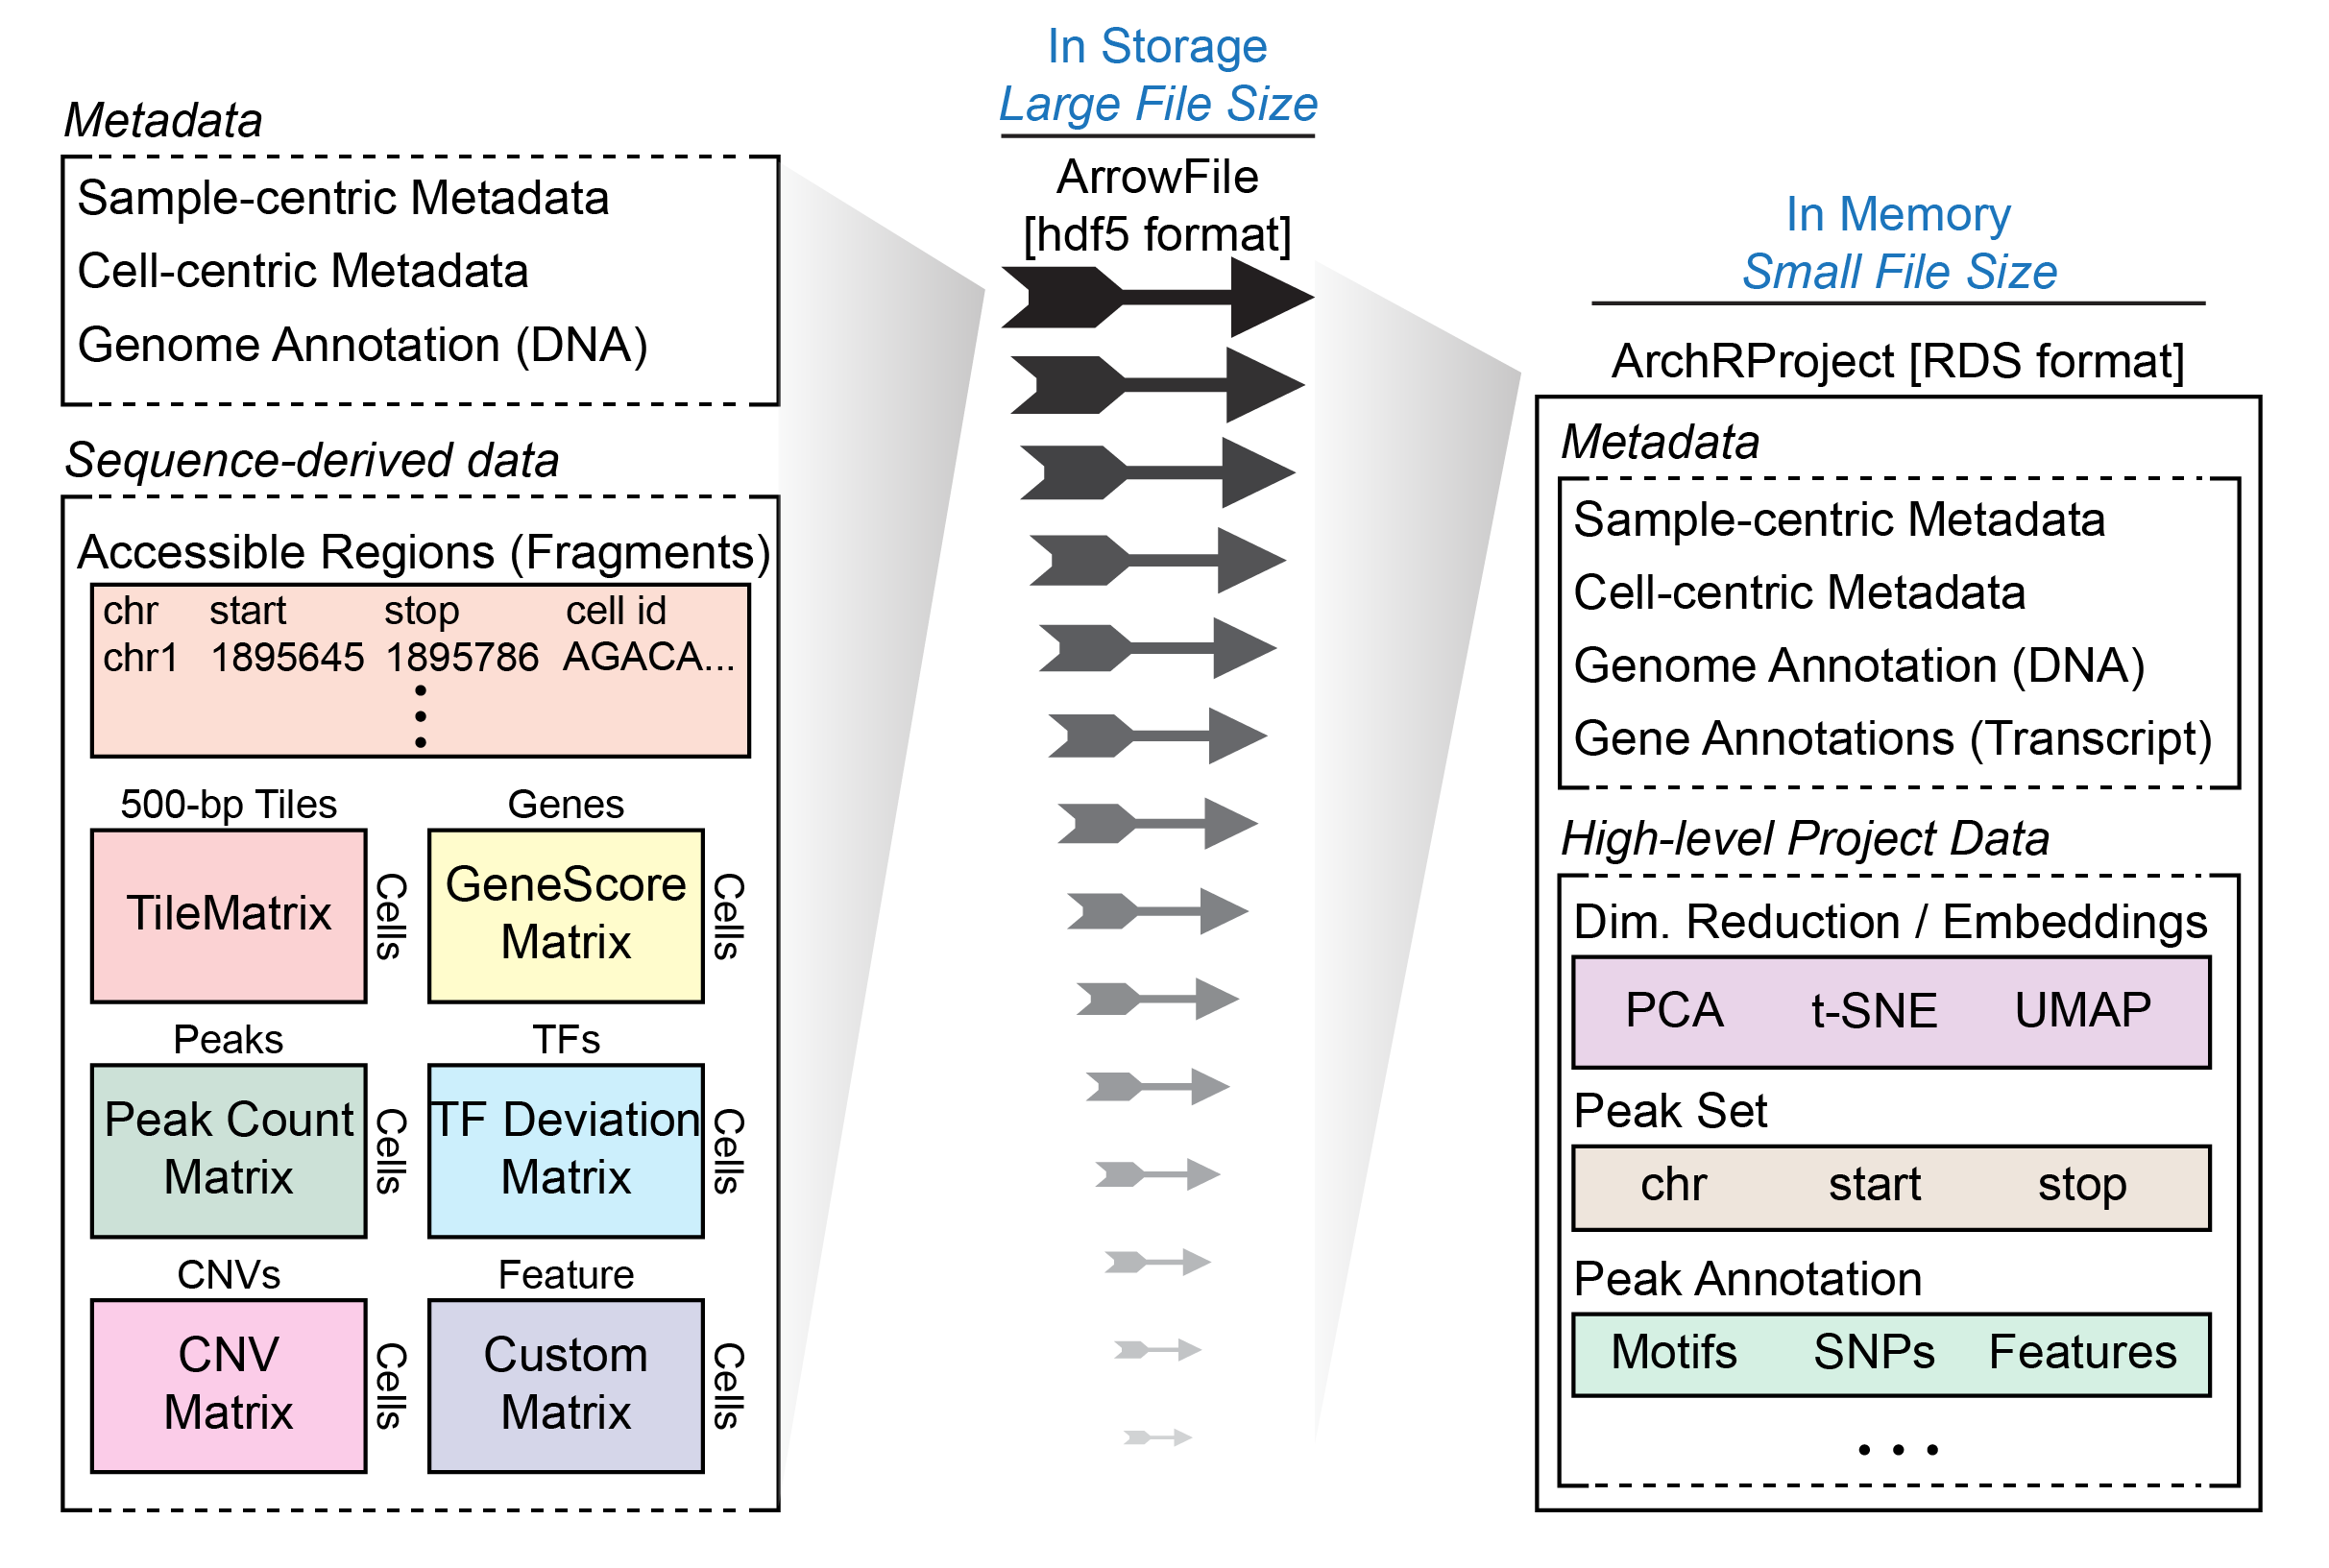 Metadata
Sample-centric Metadata
Cell-centric Metadata
Genome Annotation (DNA)
Sequence-derived data
Accessible Regions (Fragments)
chr start stop cell id
chr1 1895645 1895786 AGACA...
500-bp Tiles
TileMatrix
Cells
Genes
GeneScore
Matrix
Cells
Peaks
Peak Count
Matrix
Cells
TFs
TF Deviation
Matrix
Cells
CNVs
CNV
Matrix
Cells
Feature
Custom
Matrix
Cells
In Storage
Large File Size
ArrowFile
[hdf5 format]
In Memory
Small File Size
ArchRProject [RDS format]
Metadata
Sample-centric Metadata
Cell-centric Metadata
Genome Annotation (DNA)
Gene Annotations (Transcript)
High-level Project Data
Dim. Reduction / Embeddings
PCA t-SNE UMAP
Peak Set
chr start stop
Peak Annotation
Motifs SNPs Features
...